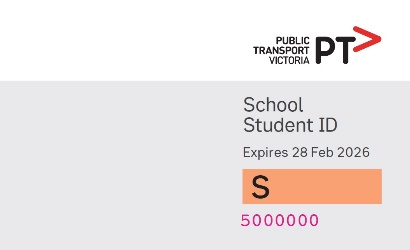 PUBLIC
TRANSPORT
VICTORIA
PT>
School
Student ID
Expires 28 Feb 2026
S
5000000